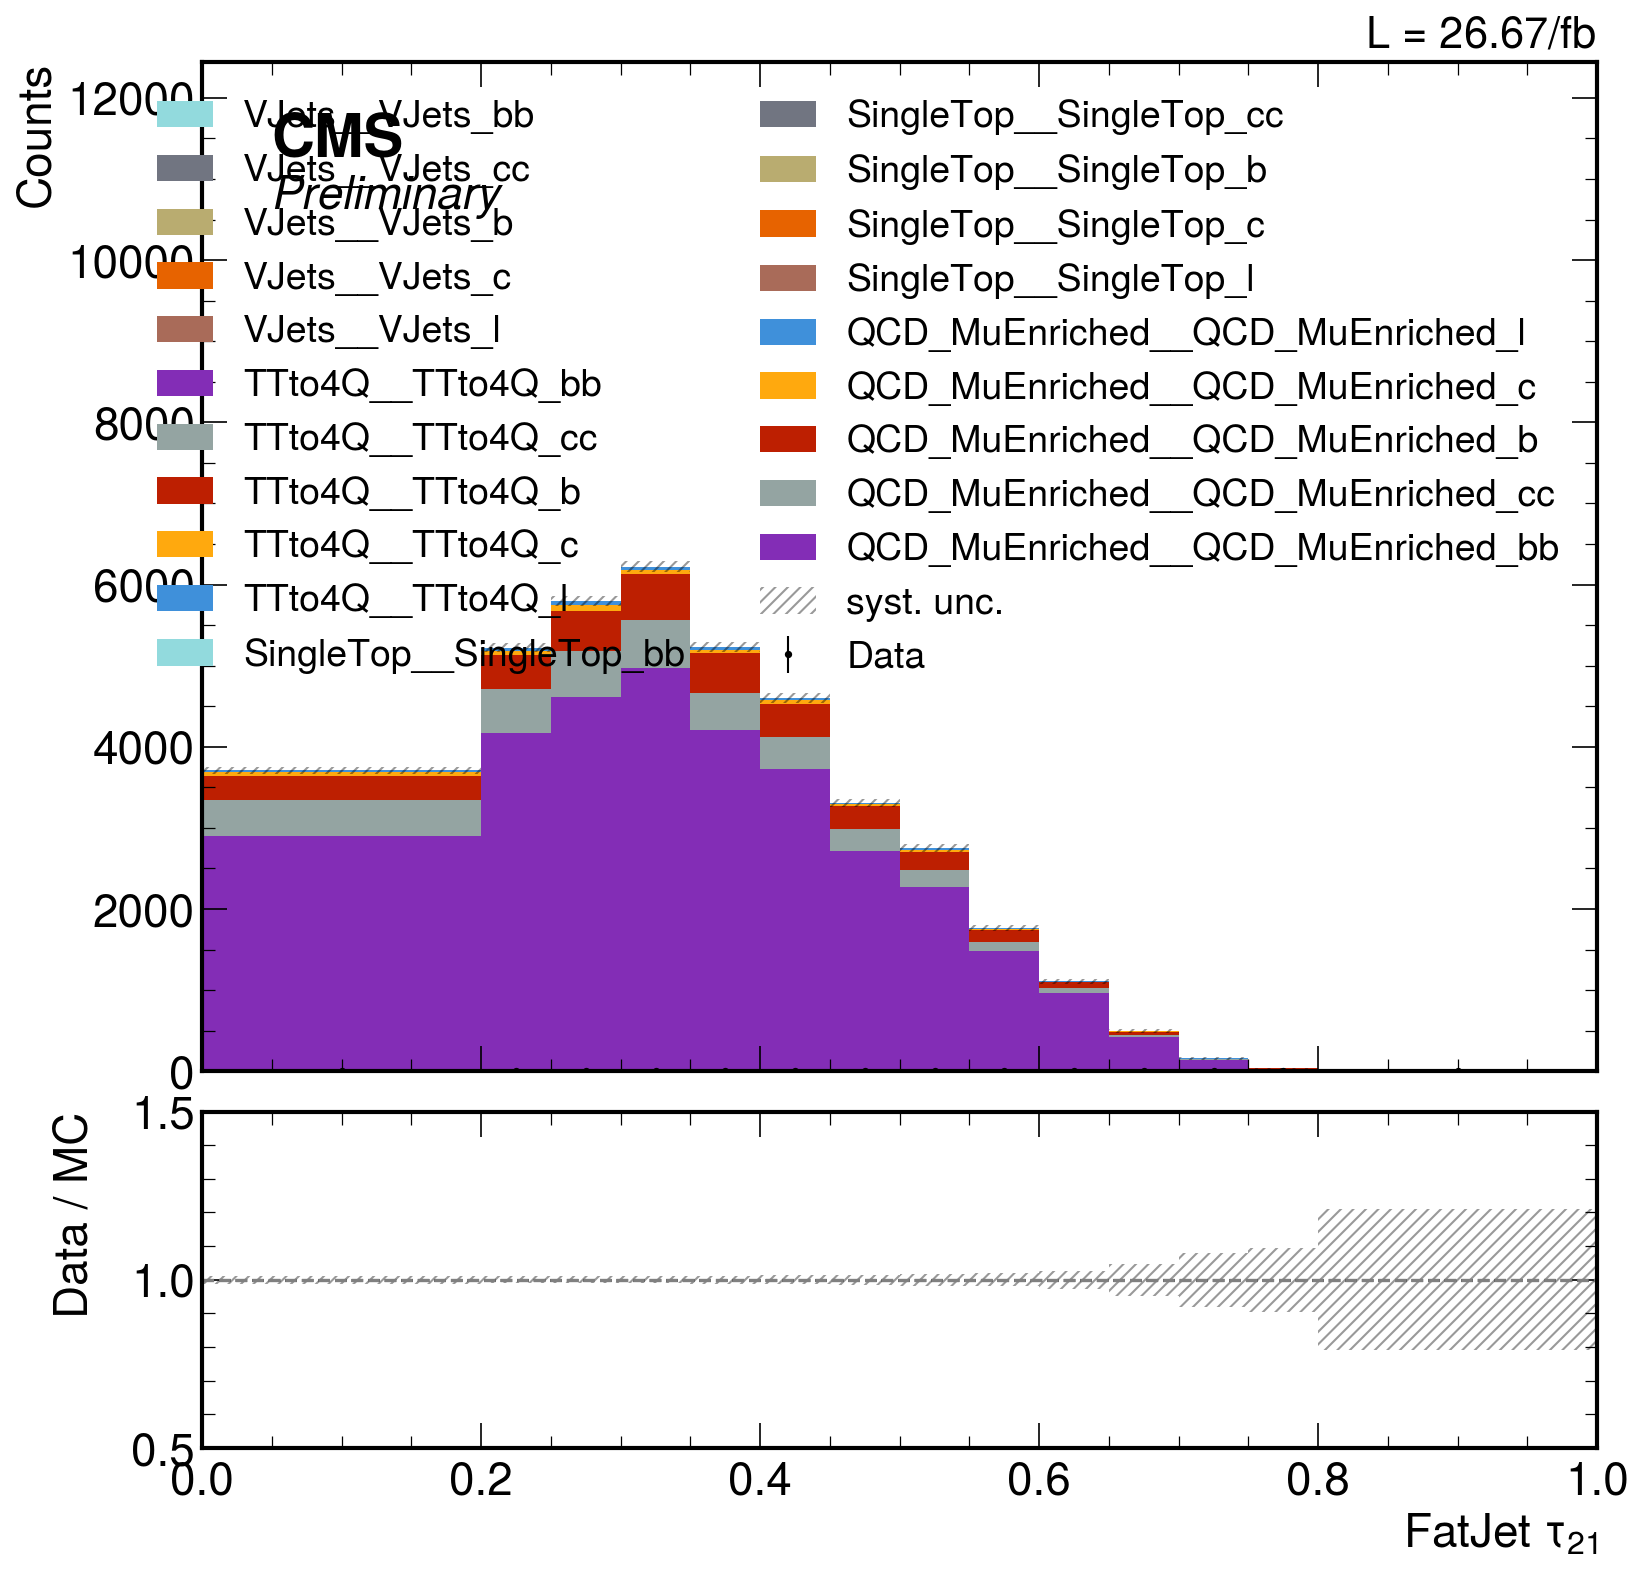 L = 26.67/fb
Counts
12000
10000
8000
6000
4000
2000
0
CMS
Preliminary
VJets__VJets_bb
VJets__VJets_cc
VJets__VJets_b
VJets__VJets_c
VJets__VJets_l
TTto4Q__TTto4Q_bb
TTto4Q__TTto4Q_cc
TTto4Q__TTto4Q_b
TTto4Q__TTto4Q_c
TTto4Q__TTto4Q_l
SingleTop__SingleTop_bb
SingleTop__SingleTop_cc
SingleTop__SingleTop_b
SingleTop__SingleTop_c
SingleTop__SingleTop_l
QCD_MuEnriched__QCD_MuEnriched_l
QCD_MuEnriched__QCD_MuEnriched_c
QCD_MuEnriched__QCD_MuEnriched_b
QCD_MuEnriched__QCD_MuEnriched_cc
QCD_MuEnriched__QCD_MuEnriched_bb
syst. unc.
Data
Data / MC
1.5
1.0
0.5
0.0 0.2 0.4 0.6 0.8 1.0
FatJet τ21